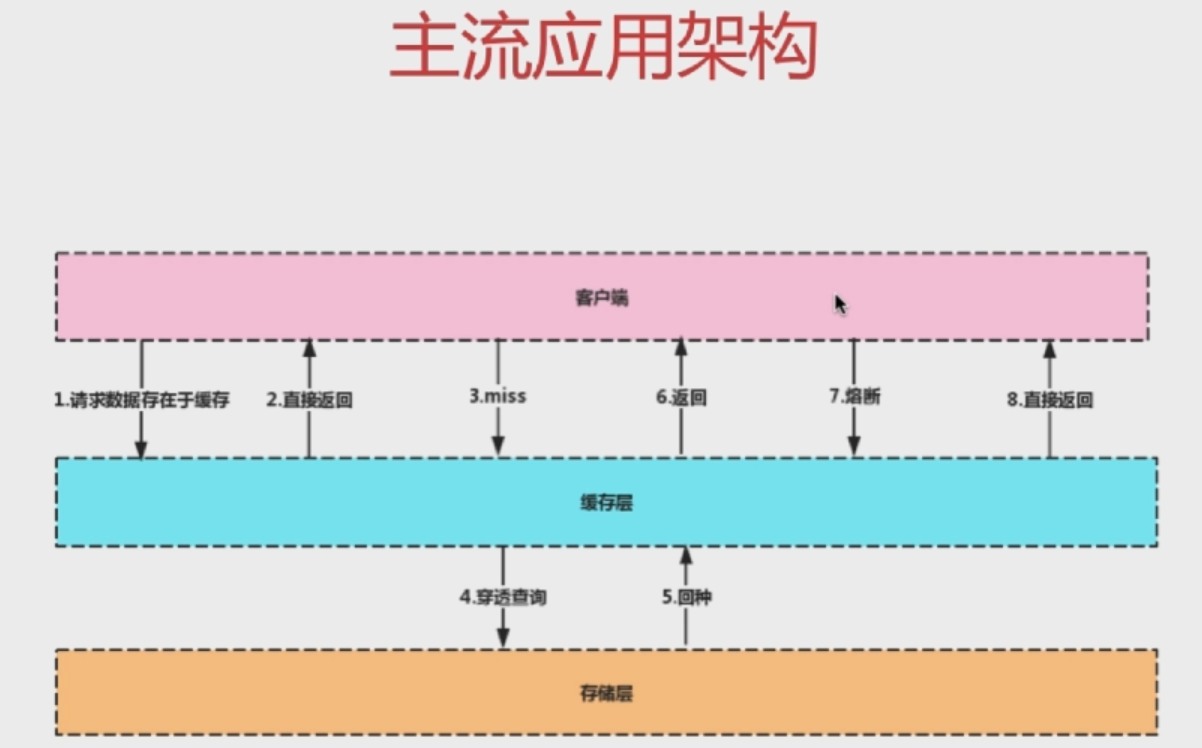 主流应用架构
客户端
1.请求数据存在于缓存
2.直接返回
3.miss
6.返回
7.熔断
8.直接返回
缓存层
4.穿透查询
5.回种
存储层